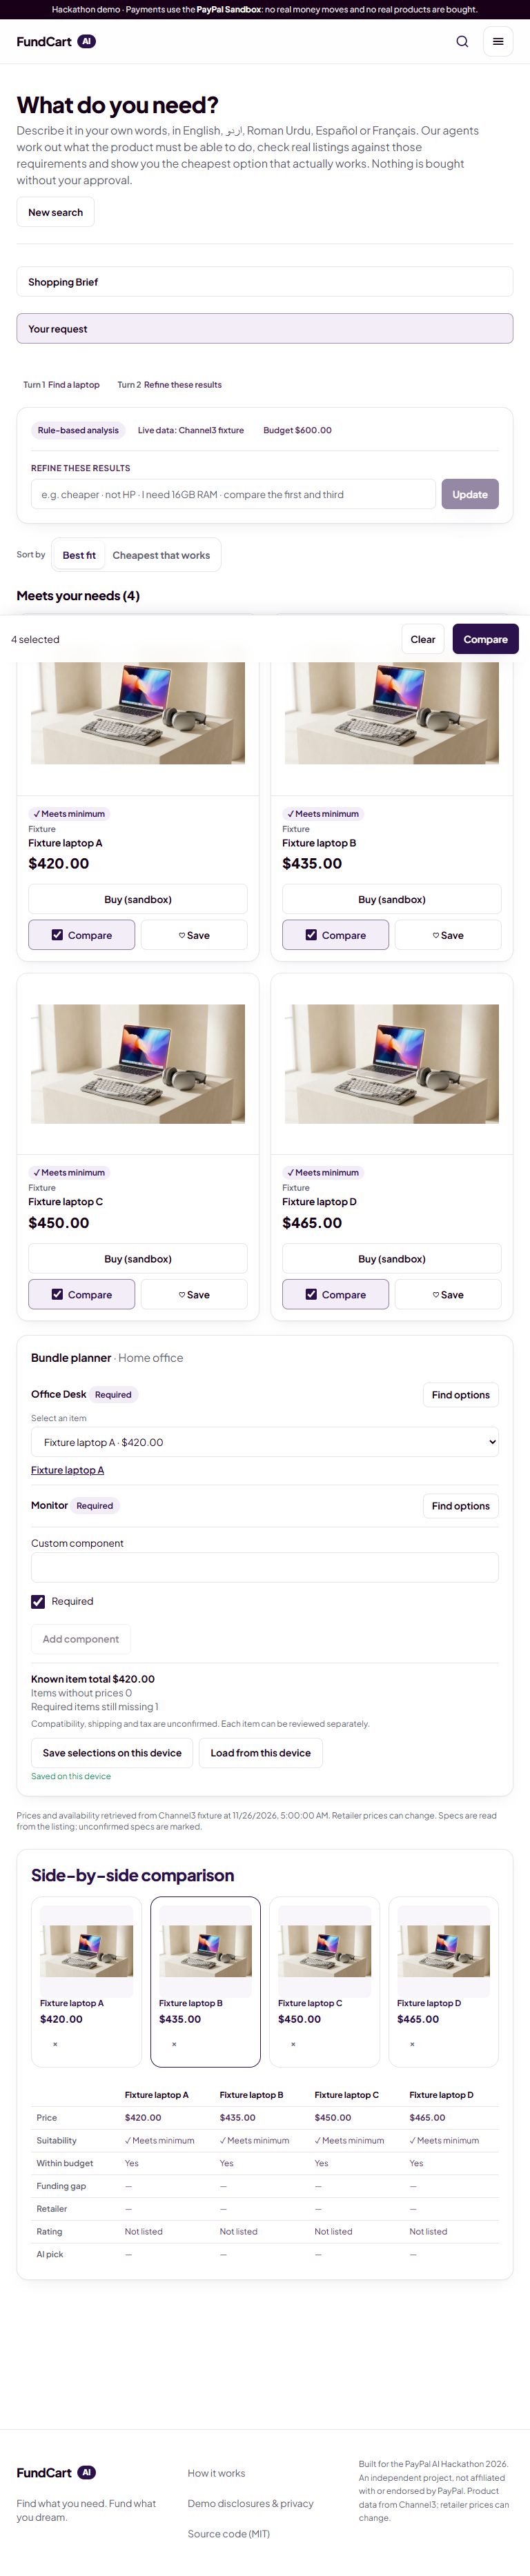 Hackathon demo · Payments use the PayPal Sandbox: no real money moves and no real products are bought.
FundCart AI
What do you need?
Describe it in your own words, in English, اردو, Roman Urdu, Español or Français. Our agents
work out what the product must be able to do, check real listings against those
requirements and show you the cheapest option that actually works. Nothing is bought
without your approval.
New search
Shopping Brief
Your request
Turn 1 Find a laptop Turn 2 Refine these results
Rule-based analysis Live data: Channel3 fixture Budget $600.00
REFINE THESE RESULTS
e.g. cheaper · not HP · I need 16GB RAM · compare the first and third Update
Sort by Best fit Cheapest that works
Meets your needs (4)
4 selected Clear Compare
✓ Meets minimum ✓ Meets minimum
Fixture Fixture
Fixture laptop A Fixture laptop B
$420.00 $435.00
Buy (sandbox) Buy (sandbox)
Compare ♡ Save Compare ♡ Save
✓ Meets minimum ✓ Meets minimum
Fixture Fixture
Fixture laptop C Fixture laptop D
$450.00 $465.00
Buy (sandbox) Buy (sandbox)
Compare ♡ Save Compare ♡ Save
Bundle planner · Home office
Office Desk Required Find options
Select an item
Fixture laptop A · $420.00
Fixture laptop A
Monitor Required Find options
Custom component
Required
Add component
Known item total $420.00
Items without prices 0
Required items still missing 1
Compatibility, shipping and tax are unconfirmed. Each item can be reviewed separately.
Save selections on this device Load from this device
Saved on this device
Prices and availability retrieved from Channel3 fixture at 11/26/2026, 5:00:00 AM. Retailer prices can change. Specs are read
from the listing; unconfirmed specs are marked.
Side-by-side comparison
Fixture laptop A Fixture laptop B Fixture laptop C Fixture laptop D
$420.00 $435.00 $450.00 $465.00
× × × ×
Fixture laptop A Fixture laptop B Fixture laptop C Fixture laptop D
Price $420.00 $435.00 $450.00 $465.00
Suitability ✓ Meets minimum ✓ Meets minimum ✓ Meets minimum ✓ Meets minimum
Within budget Yes Yes Yes Yes
Funding gap — — — —
Retailer — — — —
Rating Not listed Not listed Not listed Not listed
AI pick — — — —
FundCart AI
Find what you need. Fund what
you dream.
How it works
Demo disclosures & privacy
Source code (MIT)
Built for the PayPal AI Hackathon 2026.
An independent project, not affiliated
with or endorsed by PayPal. Product
data from Channel3; retailer prices can
change.